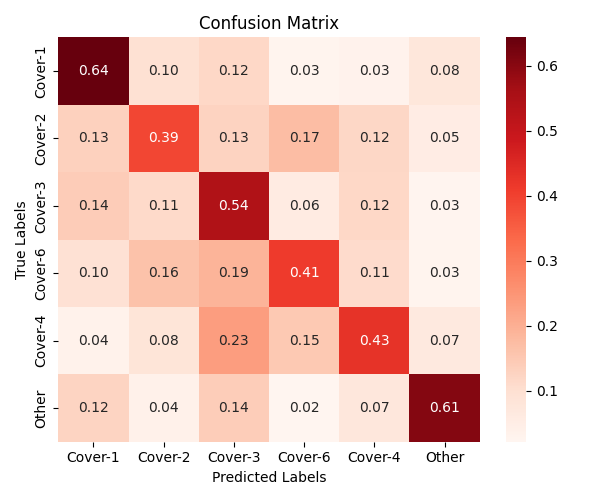 Confusion Matrix
True Labels
Cover-1 0.64 0.10 0.12 0.03 0.03 0.08
Cover-2 0.13 0.39 0.13 0.17 0.12 0.05
Cover-3 0.14 0.11 0.54 0.06 0.12 0.03
Cover-6 0.10 0.16 0.19 0.41 0.11 0.03
Cover-4 0.04 0.08 0.23 0.15 0.43 0.07
Other 0.12 0.04 0.14 0.02 0.07 0.61
Cover-1 Cover-2 Cover-3 Cover-6 Cover-4 Other
Predicted Labels
0.6
0.5
0.4
0.3
0.2
0.1